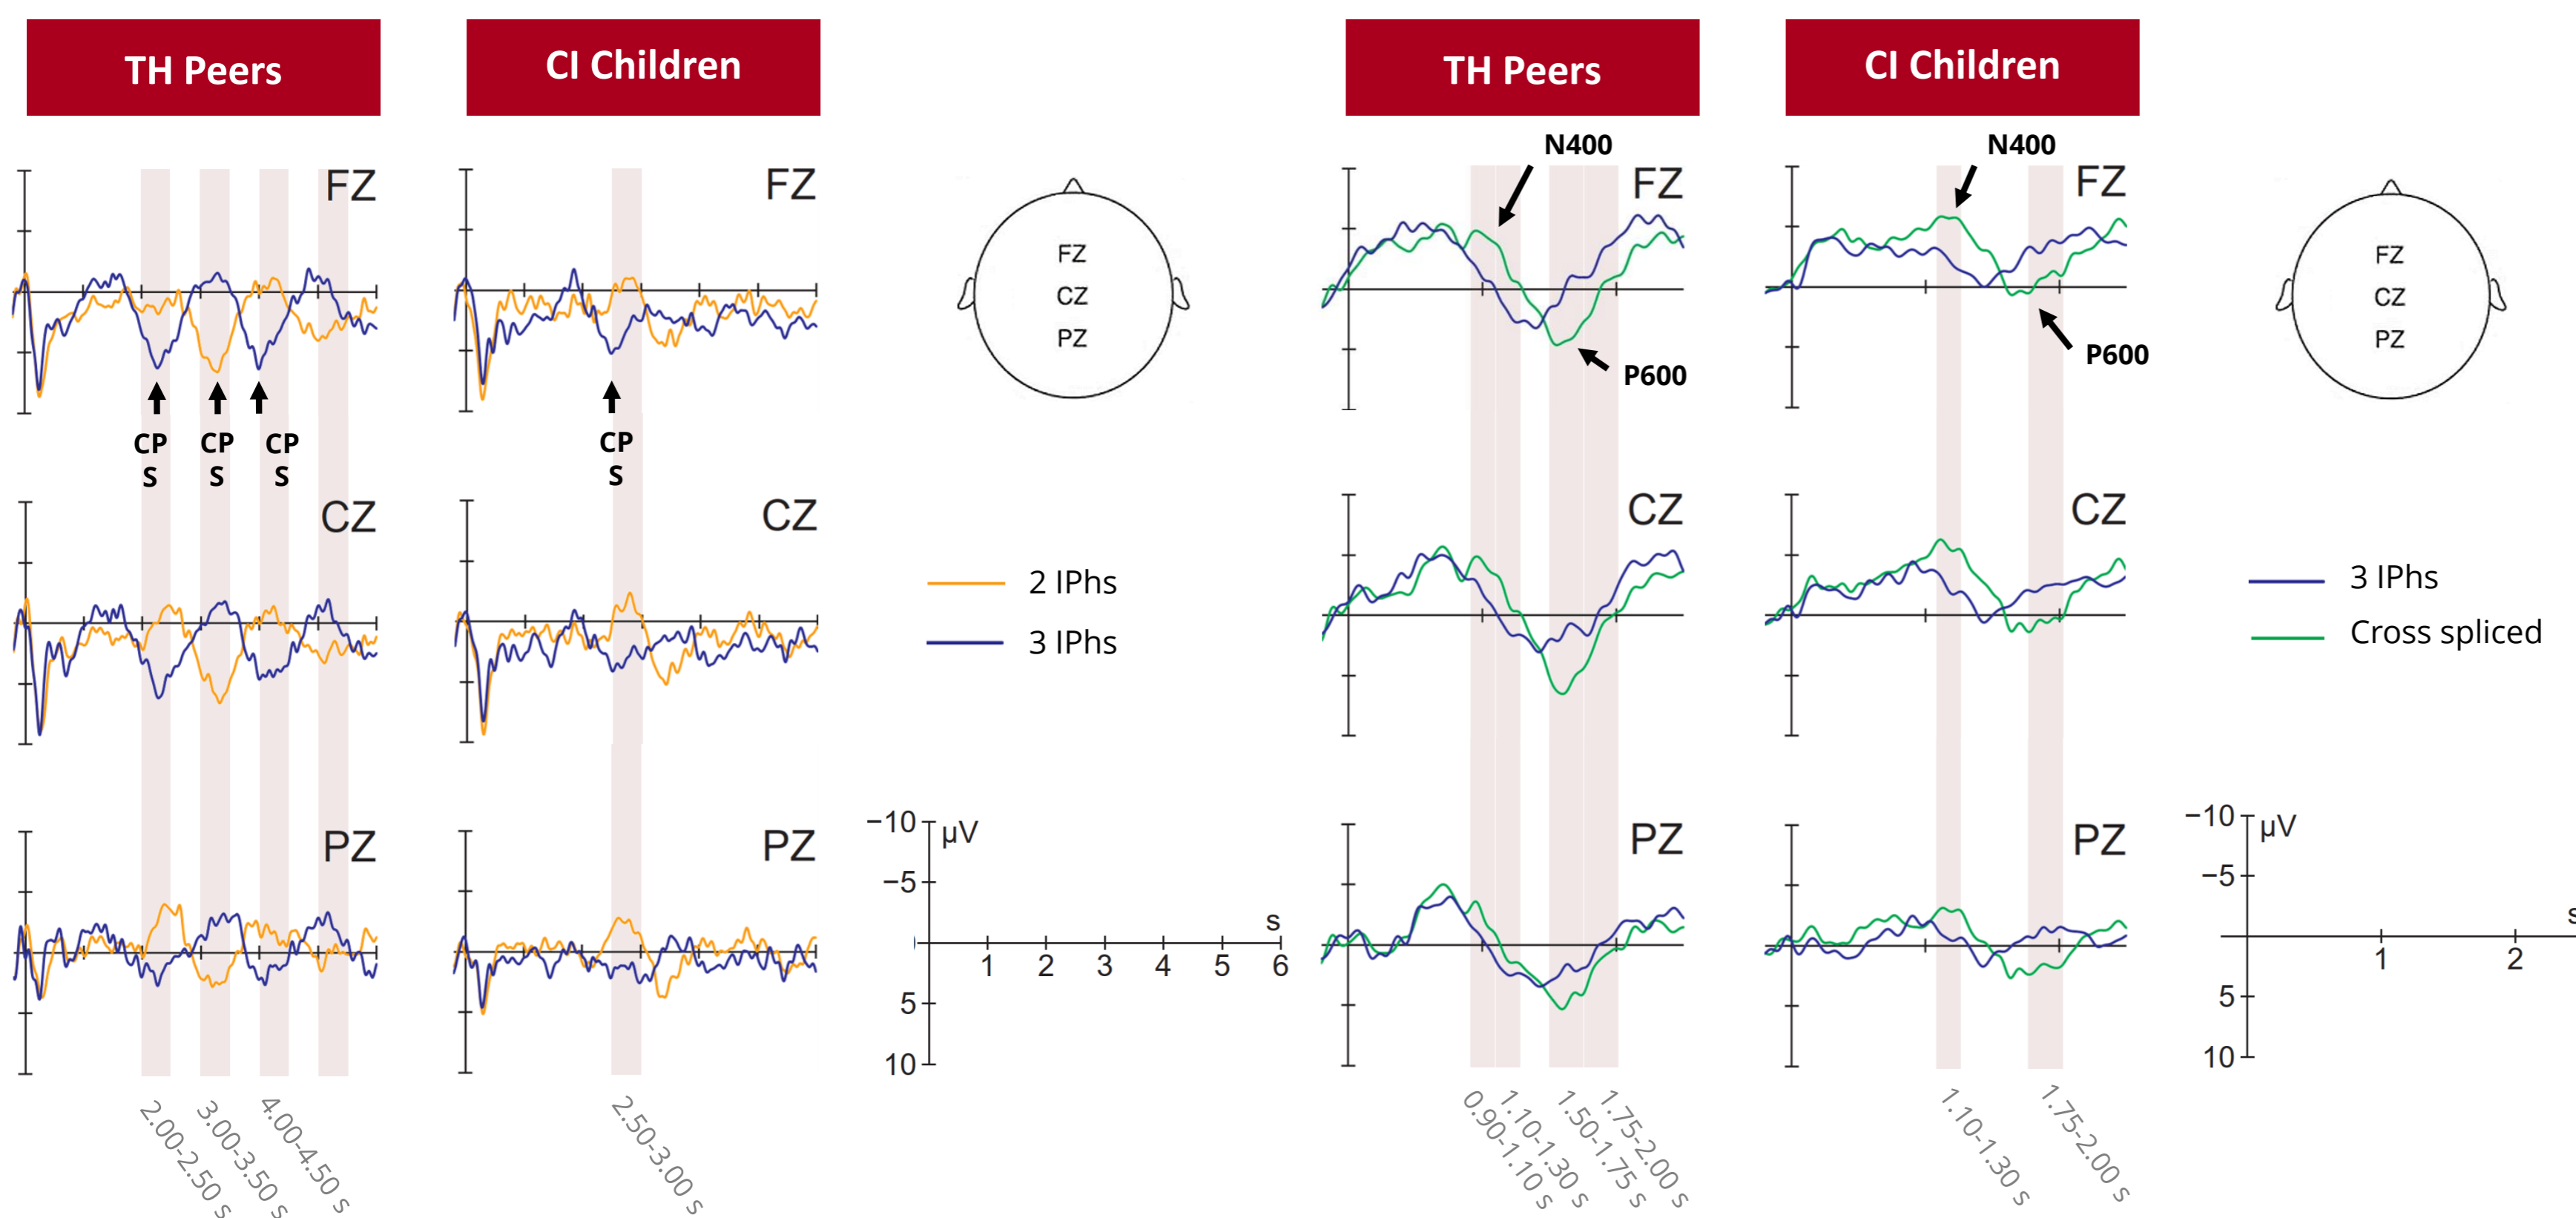 TH Peers
CI Children
TH Peers
CI Children
FZ
CP
S
CP
S
CP
S
CZ
PZ
2.00-2.50 s
3.00-3.50 s
4.00-4.50 s
FZ
CP
S
CZ
PZ
2.50-3.00 s
FZ
CZ
PZ
2 IPhs
3 IPhs
−10
μV
−5
s
1 2 3 4 5 6
5
10
N400
FZ
P600
CZ
PZ
0.90-1.10 s
1.10-1.30 s
1.50-1.75 s
1.75-2.00 s
N400
FZ
P600
CZ
PZ
1.10-1.30 s
1.75-2.00 s
FZ
CZ
PZ
3 IPhs
Cross spliced
−10
μV
−5
s
1 2
5
10